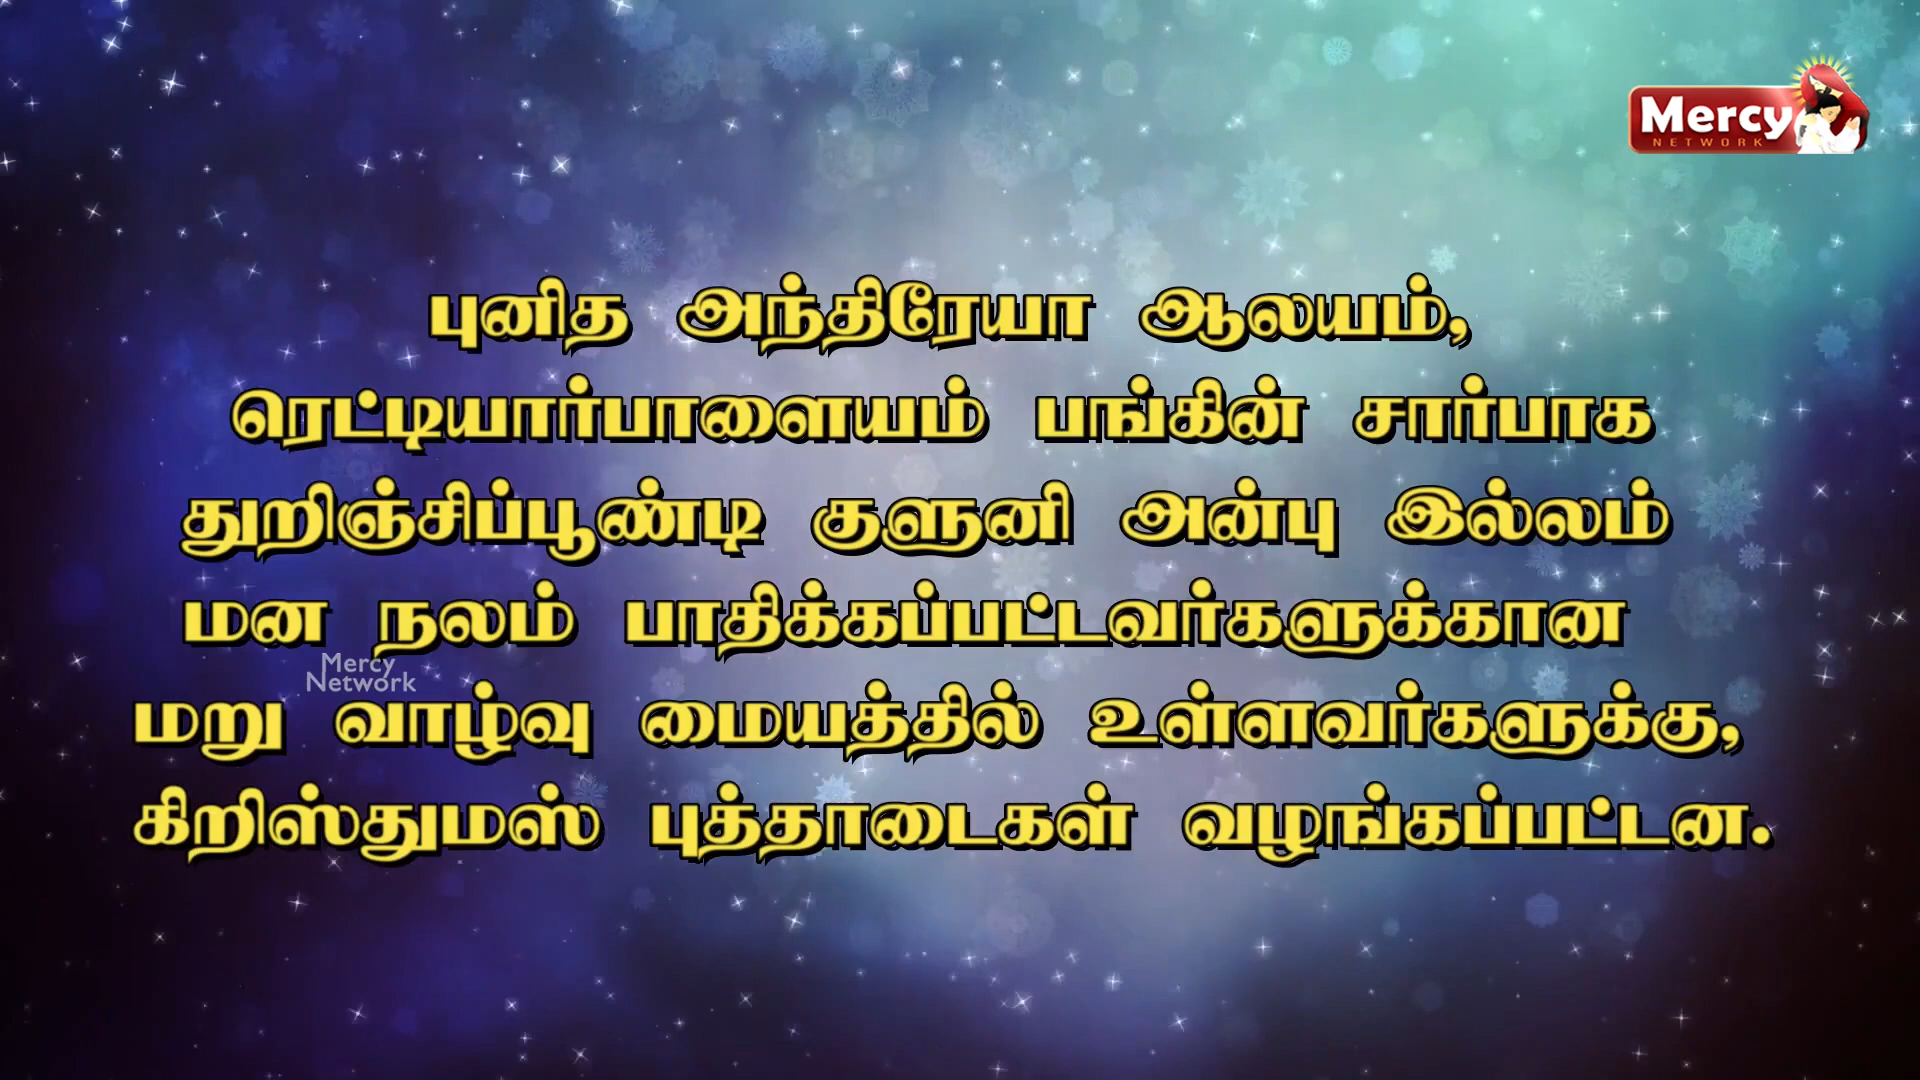 Mercy
NETWORK
புனித அந்திரேயா ஆலயம்,
ரெட்டியார்பாளையம் பங்கின் சார்பாக
துறிஞ்சிப்பூண்டி குளுனி அன்பு இல்லம்
மன நலம் பாதிக்கப்பட்டவர்களுக்கான
Mercy
Network
மறு வாழ்வு மையத்தில் உள்ளவர்களுக்கு,
கிறிஸ்துமஸ் புத்தாடைகள் வழங்கப்பட்டன.